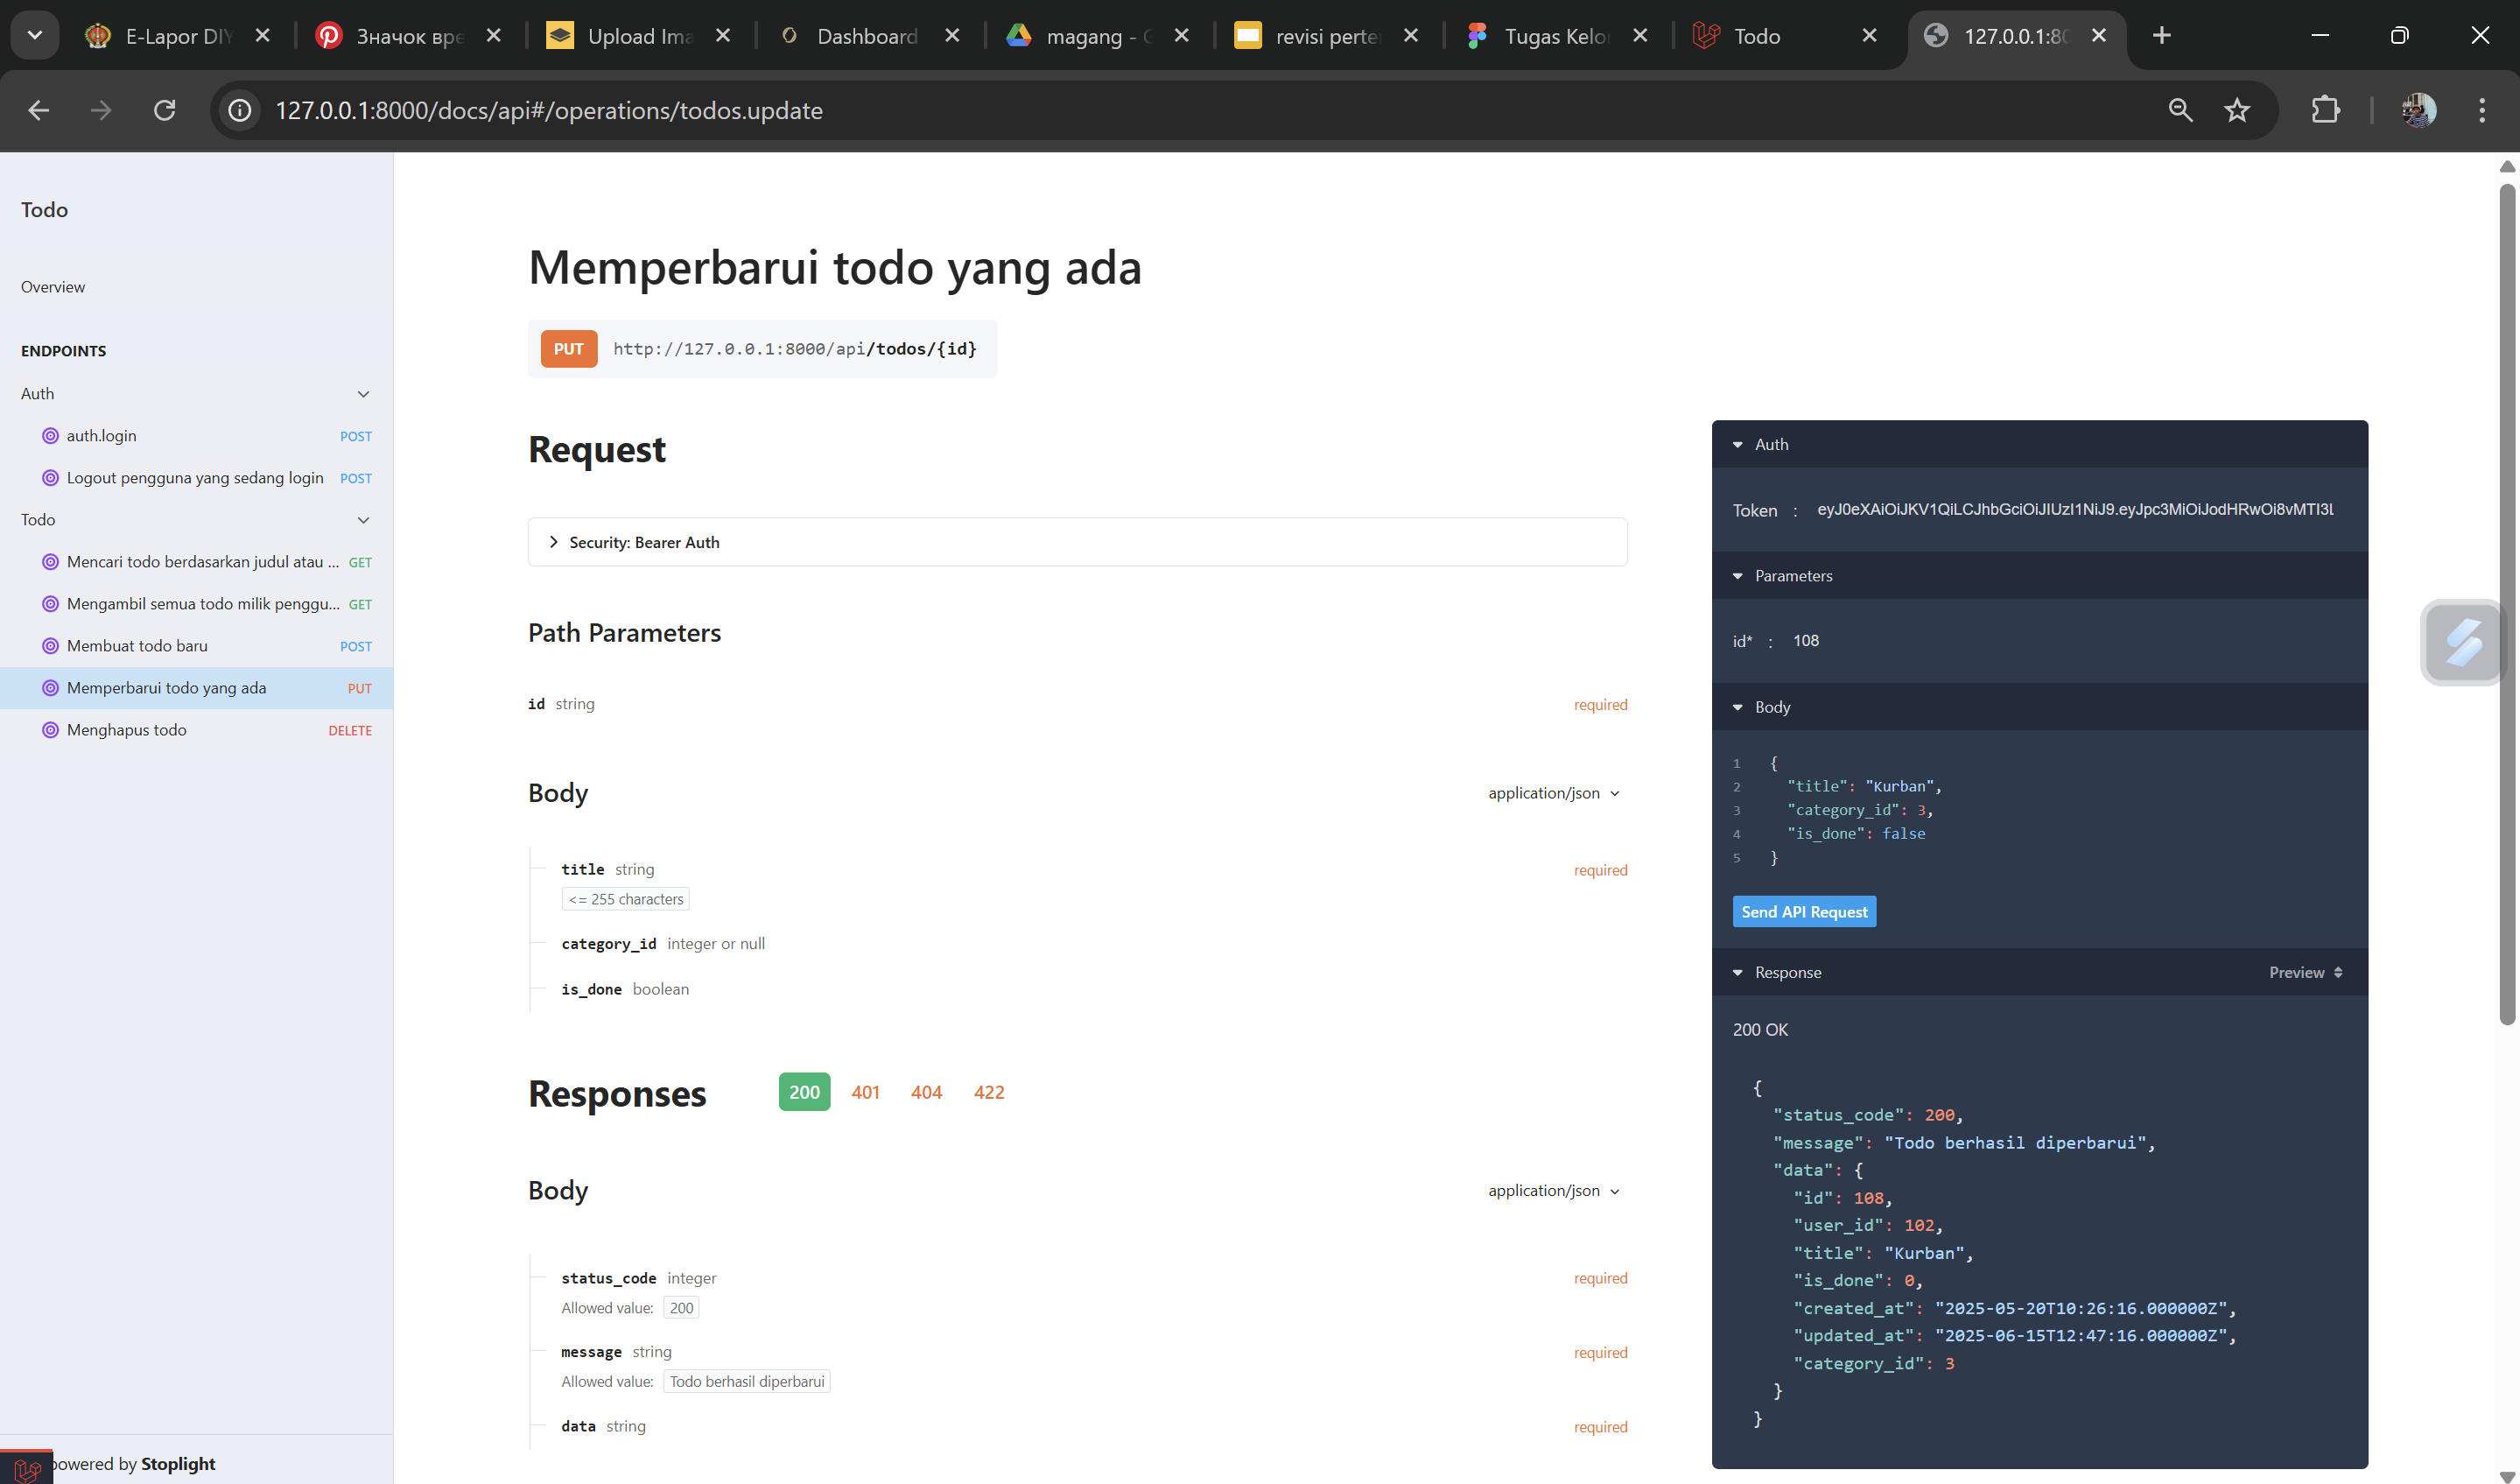 E-Lapor DIY
Значок вре
Upload Ima
Dashboard
magang -
revisi perte
Tugas Kelo
Todo
127.0.0.1:80
127.0.0.1:8000/docs/api#/operations/todos.update
Todo
Overview
ENDPOINTS
Auth
auth.login POST
Logout pengguna yang sedang login POST
Todo
Mencari todo berdasarkan judul atau ... GET
Mengambil semua todo milik penggu... GET
Membuat todo baru POST
Memperbarui todo yang ada PUT
Menghapus todo DELETE
powered by Stoplight
Memperbarui todo yang ada
PUT http://127.0.0.1:8000/api/todos/{id}
Request
Security: Bearer Auth
Path Parameters
id string required
Body application/json
title string required
<= 255 characters
category_id integer or null
is_done boolean
Responses 200 401 404 422
Body application/json
status_code integer required
Allowed value: 200
message string required
Allowed value: Todo berhasil diperbarui
data string required
Auth
Token : eyJ0eXAiOiJKV1QiLCJhbGciOiJIUzI1NiJ9.eyJpc3MiOiJodHRwOi8vMTI3L
Parameters
id* : 108
Body
1 {
2 "title": "Kurban",
3 "category_id": 3,
4 "is_done": false
5 }
Send API Request
Response Preview
200 OK
{
"status_code": 200,
"message": "Todo berhasil diperbarui",
"data": {
"id": 108,
"user_id": 102,
"title": "Kurban",
"is_done": 0,
"created_at": "2025-05-20T10:26:16.000000Z",
"updated_at": "2025-06-15T12:47:16.000000Z",
"category_id": 3
}
}